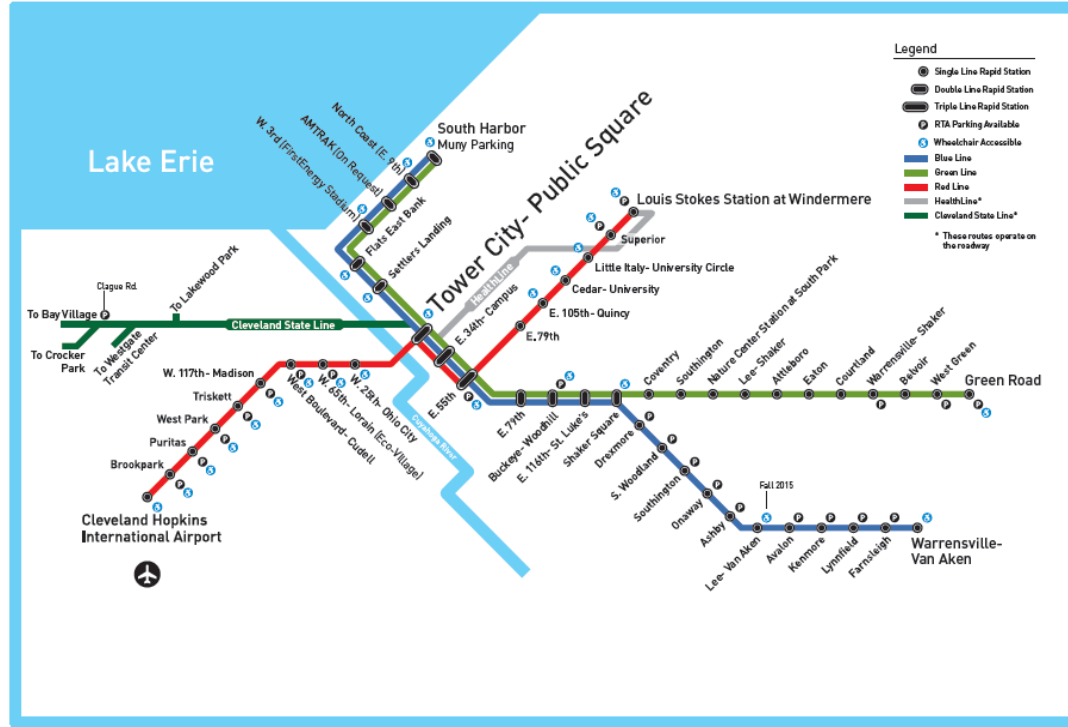 Legend
Single Line Rapid Station
Double Line Rapid Station
Triple Line Rapid Station
P RTA Parking Available
Wheelchair Accessible
Blue Line
Green Line
Red Line
HealthLine*
Cleveland State Line*
* These routes operate on
the roadway
Lake Erie
South Harbor
Muny Parking
North Coast (E. 9th)
AMTRAK (On Request)
W. 3rd (FirstEnergy Stadium)
Flats East Bank
Settlers Landing
Tower City- Public Square
HealthLine
E. 34th- Campus
E. 55th
Louis Stokes Station at Windermere
Superior
Little Italy- University Circle
Cedar- University
E. 105th- Quincy
E. 79th
Clague Rd.
To Bay Village
P
To Lakewood Park
Cleveland State Line
To Crocker
Park
To Westgate
Transit Center
W. 117th- Madison
Triskett
West Park
Puritas
Brookpark
Cleveland Hopkins
International Airport
West Boulevard- Cudell
W. 65th- Lorain (Eco-Village)
W. 25th- Ohio City
Cuyahoga River
E. 79th
Buckeye- Woodhill
E. 116th- St. Luke's
Shaker Square
Coventry
Southington
Nature Center Station at South Park
Lee- Shaker
Attleboro
Eaton
Courtland
Warrensville- Shaker
Belvoir
West Green
Green Road
Drexmore
S. Woodland
Southington
Onaway
Ashby
Fall 2015
Lee- Van Aken
Avalon
Kenmore
Lynnfield
Farnsleigh
Warrensville-
Van Aken